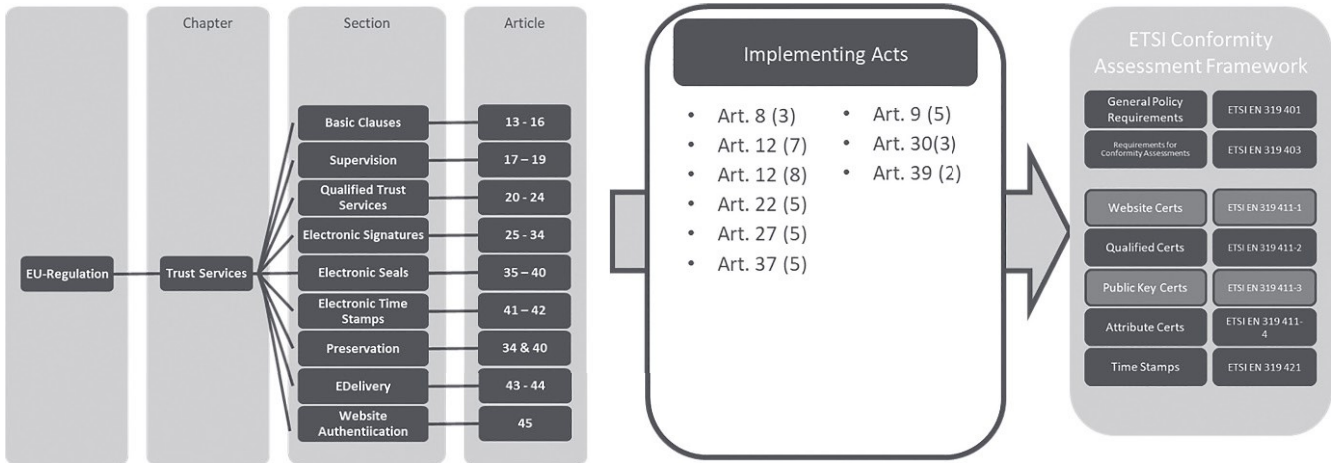 Chapter
Section
Article
EU-Regulation
Trust Services
Basic Clauses
13 - 16
Supervision
17 – 19
Qualified Trust
Services
20 - 24
Electronic Signatures
25 - 34
Electronic Seals
35 – 40
Electronic Time
Stamps
41 – 42
Preservation
34 & 40
EDelivery
43 - 44
Website
Authentiication
45
Implementing Acts
• Art. 8 (3)
• Art. 12 (7)
• Art. 12 (8)
• Art. 22 (5)
• Art. 27 (5)
• Art. 37 (5)
• Art. 9 (5)
• Art. 30(3)
• Art. 39 (2)
ETSI Conformity
Assessment Framework
General Policy
Requirements
ETSI EN 319 401
Requirements for
Conformity Assessments
ETSI EN 319 403
Website Certs
ETSI EN 319 411-1
Qualified Certs
ETSI EN 319 411-2
Public Key Certs
ETSI EN 319 411-3
Attribute Certs
ETSI EN 319 411-
4
Time Stamps
ETSI EN 319 421